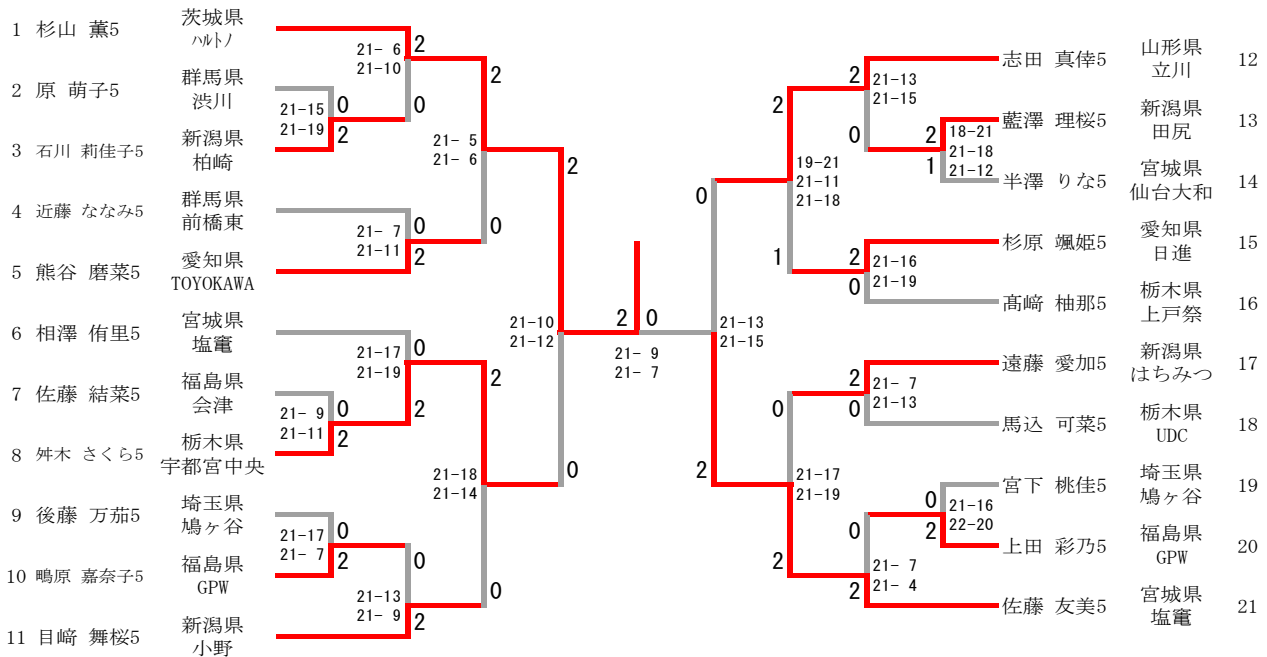 1 杉山 薫5 茨城県 ﾊﾙﾄﾉ
2 原 萌子5 群馬県 渋川
3 石川 莉佳子5 新潟県 柏崎
4 近藤 ななみ5 群馬県 前橋東
5 熊谷 磨菜5 愛知県 TOYOKAWA
6 相澤 侑里5 宮城県 塩竈
7 佐藤 結菜5 福島県 会津
8 舛木 さくら5 栃木県 宇都宮中央
9 後藤 万茄5 埼玉県 鳩ヶ谷
10 鴫原 嘉奈子5 福島県 GPW
11 目﨑 舞桜5 新潟県 小野
21- 6 2
21-10
21-15 0 0
21-19 2
2
21- 5
21- 6
21- 7 0 0
21-11 2
2
21-17 0
21-19 2
21- 9 0
21-11 2
2
21-10
21-12
0
21-18
21-14
21-17 0
21- 7 2
0
21-13
21- 9 2
0
2 0
21- 9
21- 7
0
21-13
21-15
2
2
19-21
21-11
21-18
1
2 21-13
21-15
0
2 18-21
21-18
1 21-12
2 21-16
0 21-19
0
21-17
21-19
2
2 21- 7
0 21-13
0 21-16
2 22-20
0
21- 7
2 21- 4
志田 真倖5 山形県 立川 12
藍澤 理桜5 新潟県 田尻 13
半澤 りな5 宮城県 仙台大和 14
杉原 颯姫5 愛知県 日進 15
髙﨑 柚那5 栃木県 上戸祭 16
遠藤 愛加5 新潟県 はちみつ 17
馬込 可菜5 栃木県 UDC 18
宮下 桃佳5 埼玉県 鳩ヶ谷 19
上田 彩乃5 福島県 GPW 20
佐藤 友美5 宮城県 塩竈 21